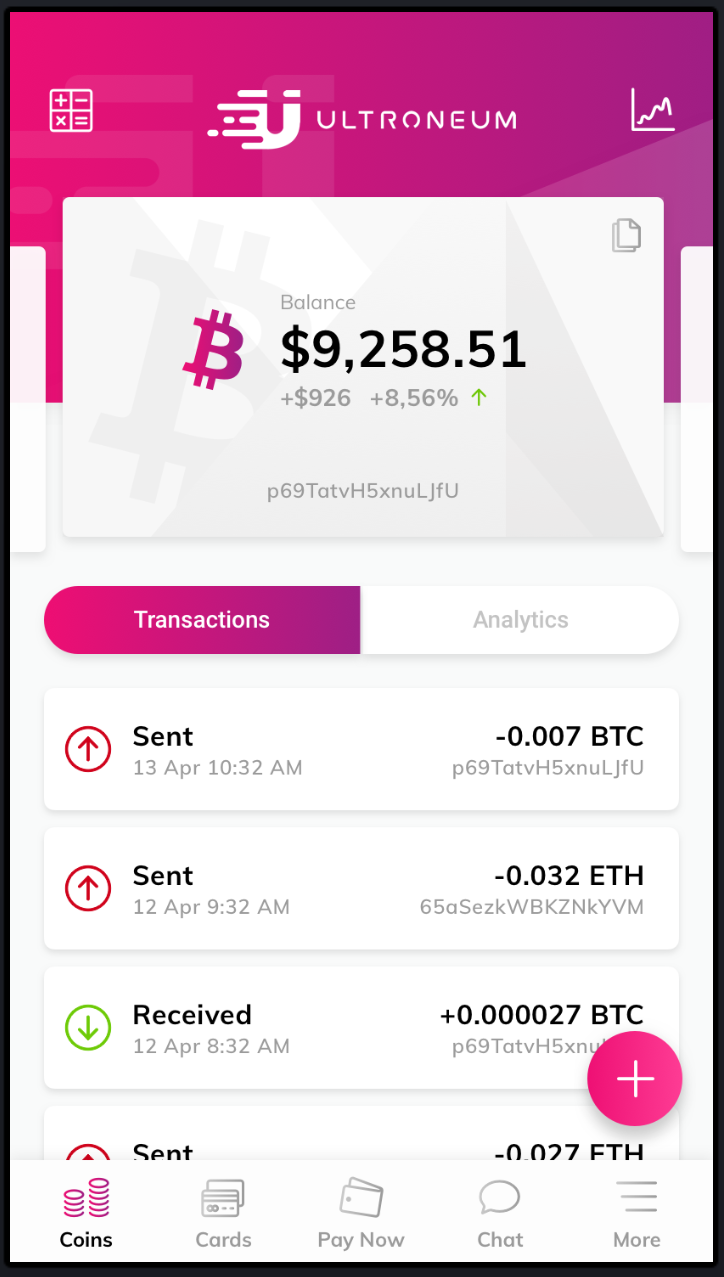 ULTRONEUM
Balance
$9,258.51
+$926 +8,56%
p69TatvH5xnuLJfU
Transactions Analytics
Sent -0.007 BTC
13 Apr 10:32 AM p69TatvH5xnuLJfU
Sent -0.032 ETH
12 Apr 9:32 AM 65aSezkWBKZNkYVM
Received +0.000027 BTC
12 Apr 8:32 AM p69TatvH5xnu
Sent -0.027 ETH
Coins Cards Pay Now Chat More